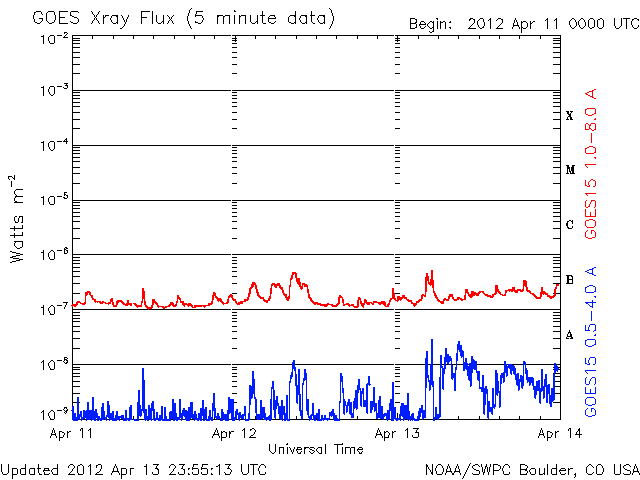 GOES Xray Flux (5 minute data)
Begin: 2012 Apr 11 0000 UTC
10-2
10-3
10-4
10-5
10-6
10-7
10-8
10-9
Watts m-2
X
M
C
B
A
GOES15 1.0-8.0 A
GOES15 0.5-4.0 A
Apr 11
Apr 12
Apr 13
Apr 14
Universal Time
Updated 2012 Apr 13 23:55:13 UTC
NOAA/SWPC Boulder, CO USA